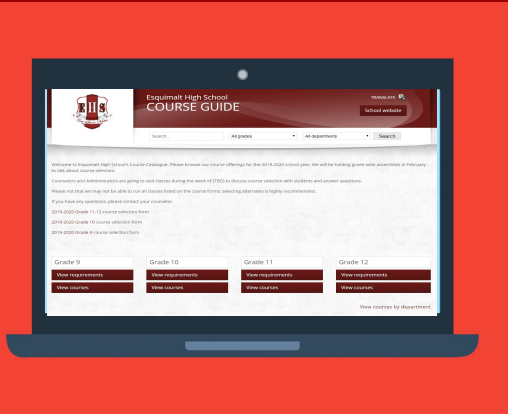 EHS
Esquimalt High School
COURSE GUIDE
TRANSLATE
School website
Search
All grades
All departments
Search
Welcome to Esquimalt High School's Course Catalogue. Please browse our course offerings for the 2019-2020 school year. We will be holding grade wide assemblies in February
to talk about course selection.
Counselors and Administrators are going to visit classes during the week of [TBD] to discuss course selection with students and answer questions.
Please not that we may not be able to run all classes listed on the course forms; selecting alternates is highly recommended.
If you have any questions, please contact your counselor.
2019-2020 Grade 11-12 course selection form
2019-2020 Grade 10 course selection form
2019-2020 Grade 9 course selection form
Grade 9
View requirements
View courses
Grade 10
View requirements
View courses
Grade 11
View requirements
View courses
Grade 12
View requirements
View courses
View courses by department